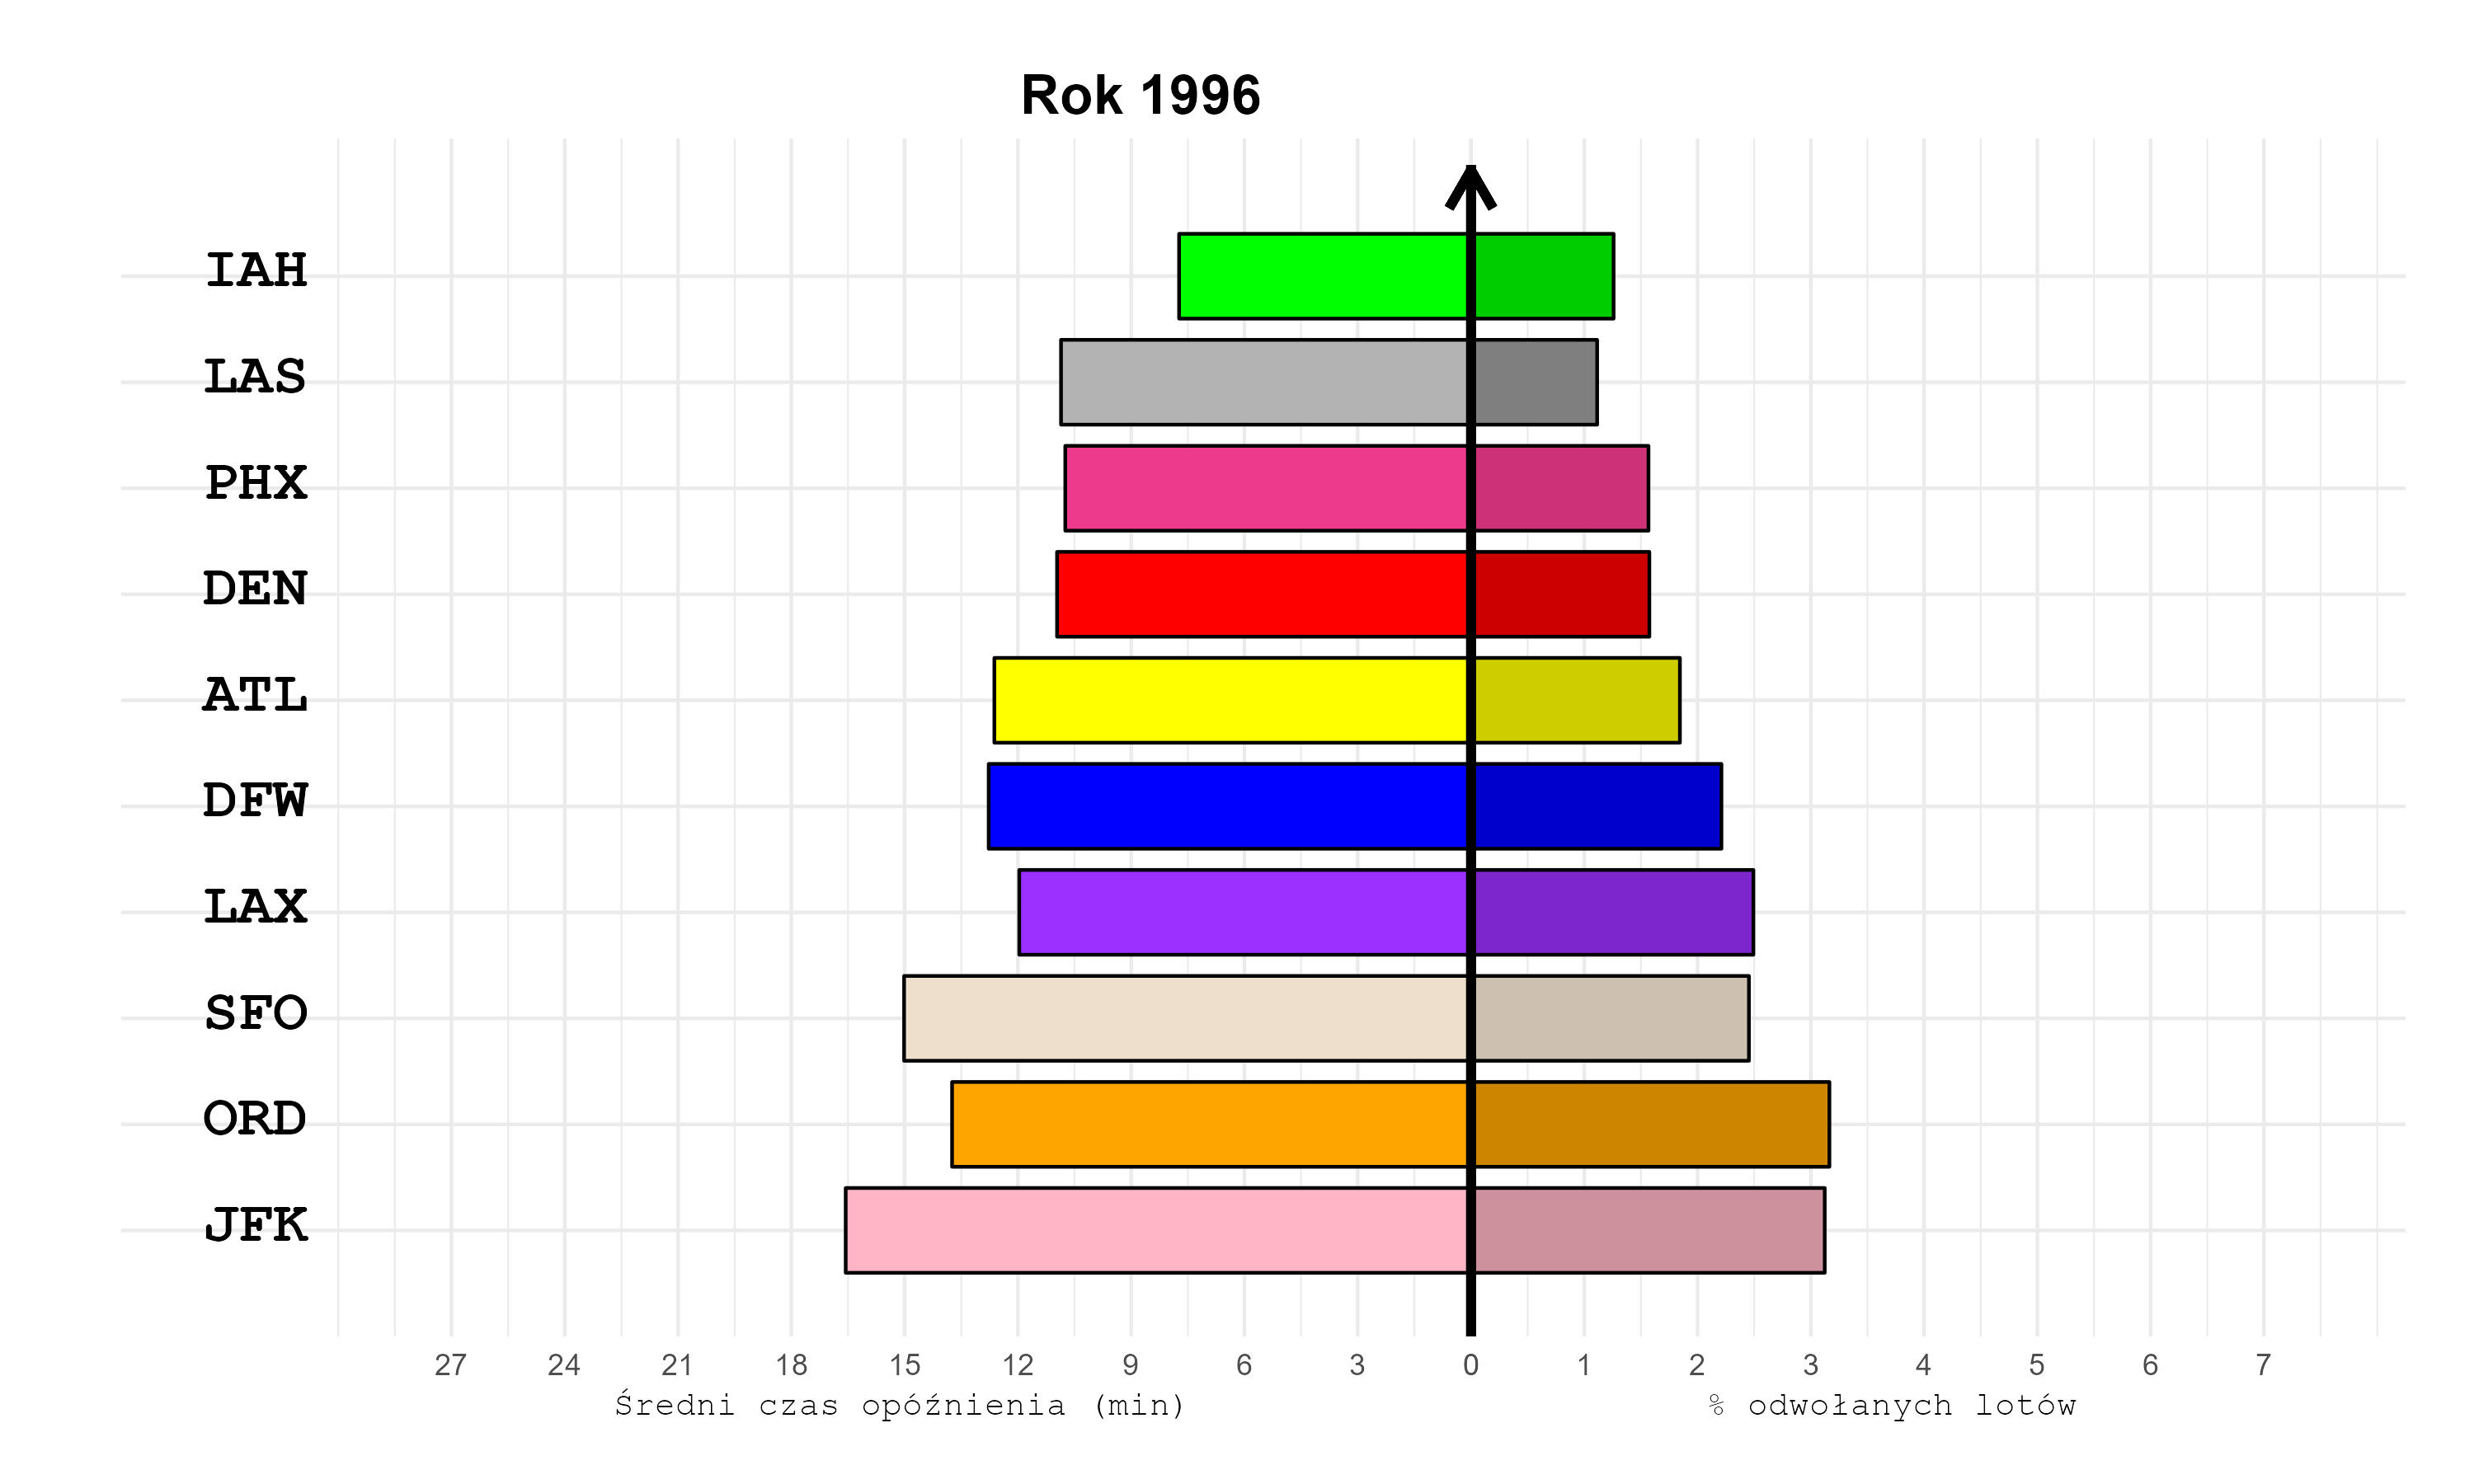 Rok 1996
IAH
LAS
PHX
DEN
ATL
DFW
LAX
SFO
ORD
JFK
27 24 21 18 15 12 9 6 3 0 1 2 3 4 5 6 7
Średni czas opóźnienia (min) % odwołanych lotów